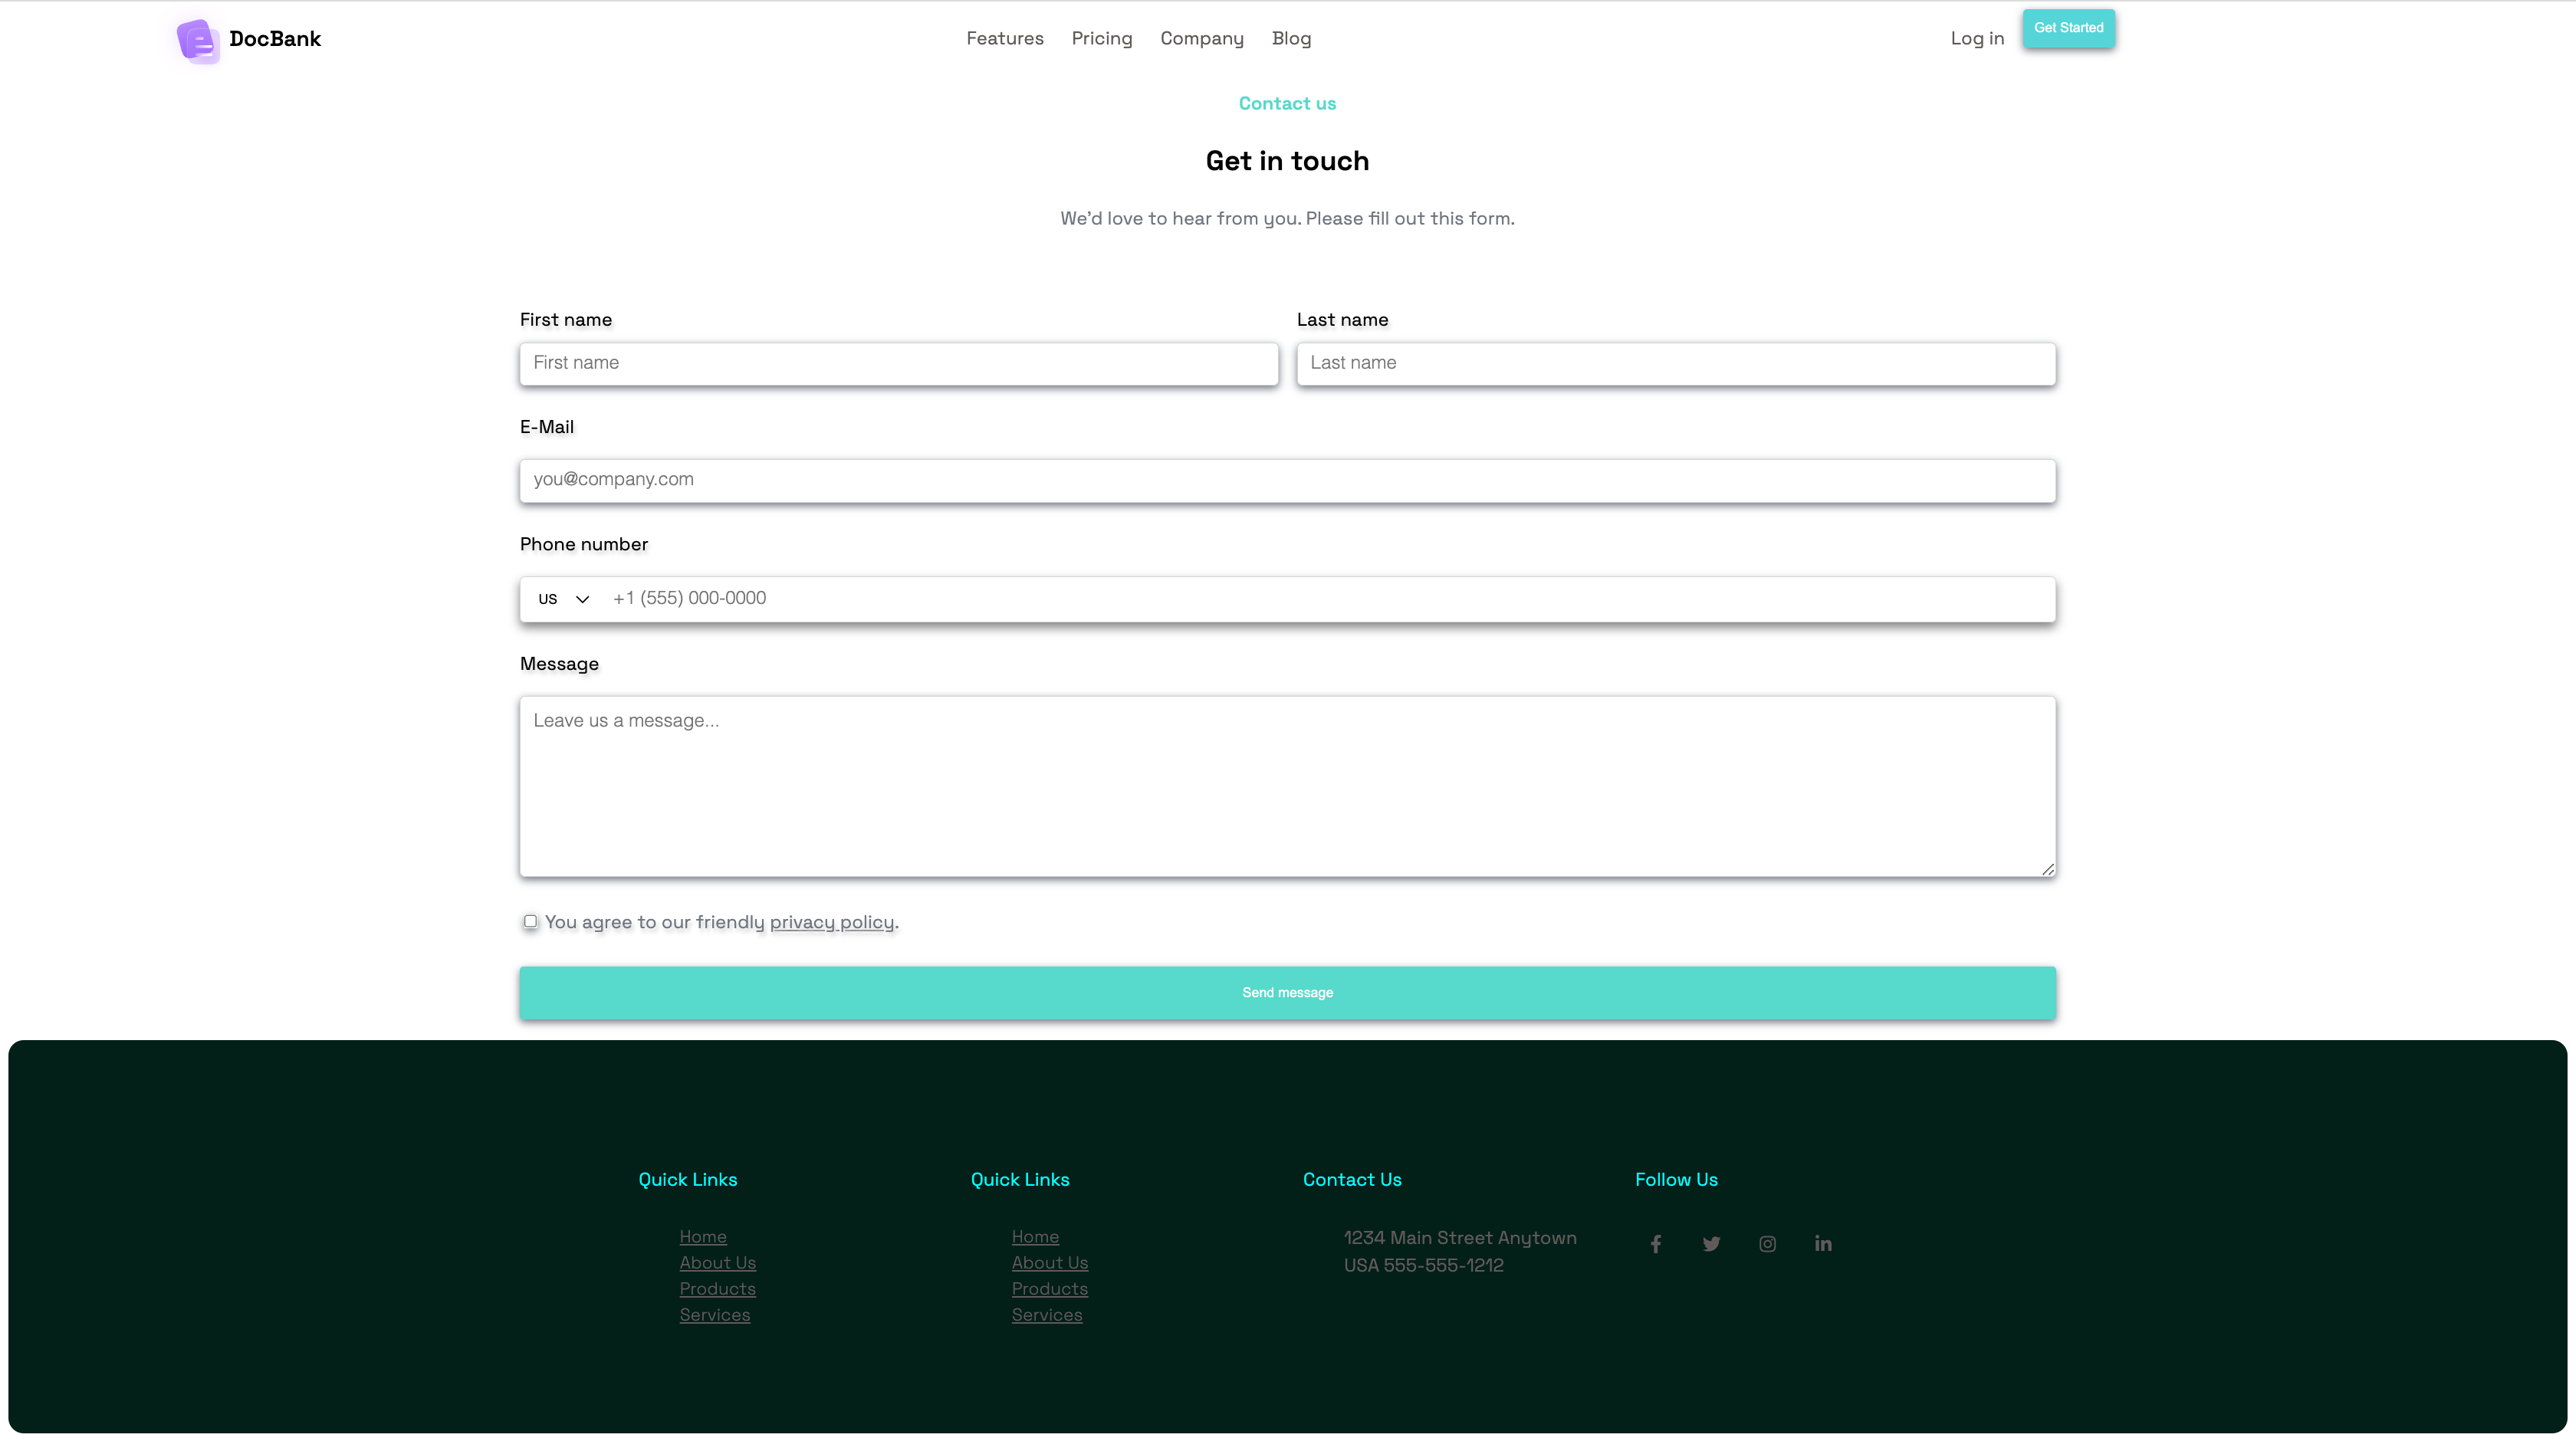 DocBank
Features Pricing Company Blog
Log in
Get Started
Contact us
Get in touch
We'd love to hear from you. Please fill out this form.
First name
Last name
First name
Last name
E-Mail
you@company.com
Phone number
US +1 (555) 000-0000
Message
Leave us a message...
You agree to our friendly privacy policy.
Send message
Quick Links
Home
About Us
Products
Services
Quick Links
Home
About Us
Products
Services
Contact Us
1234 Main Street Anytown
USA 555-555-1212
Follow Us